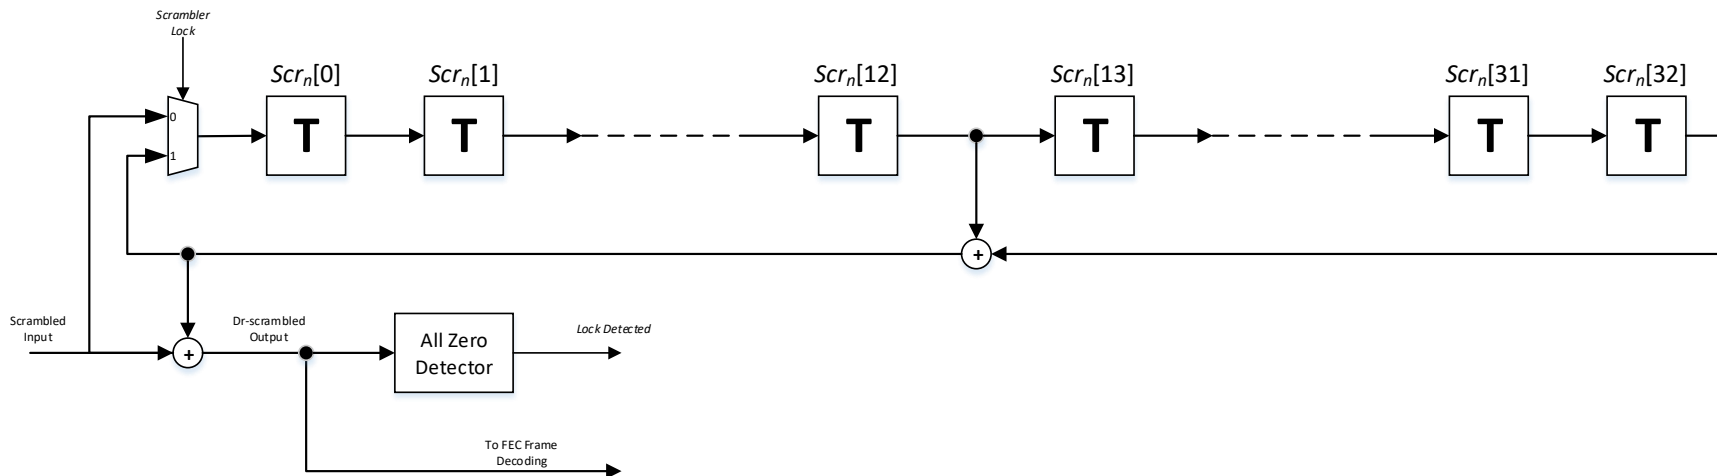 Scrambler
Lock
Scrn[0]
Scrn[1]
Scrn[12]
Scrn[13]
Scrn[31]
Scrn[32]
0
T
T
T
T
T
T
1
+
Scrambled
Input
Dr-scrambled
Output
All Zero
Detector
Lock Detected
+
To FEC Frame
Decoding